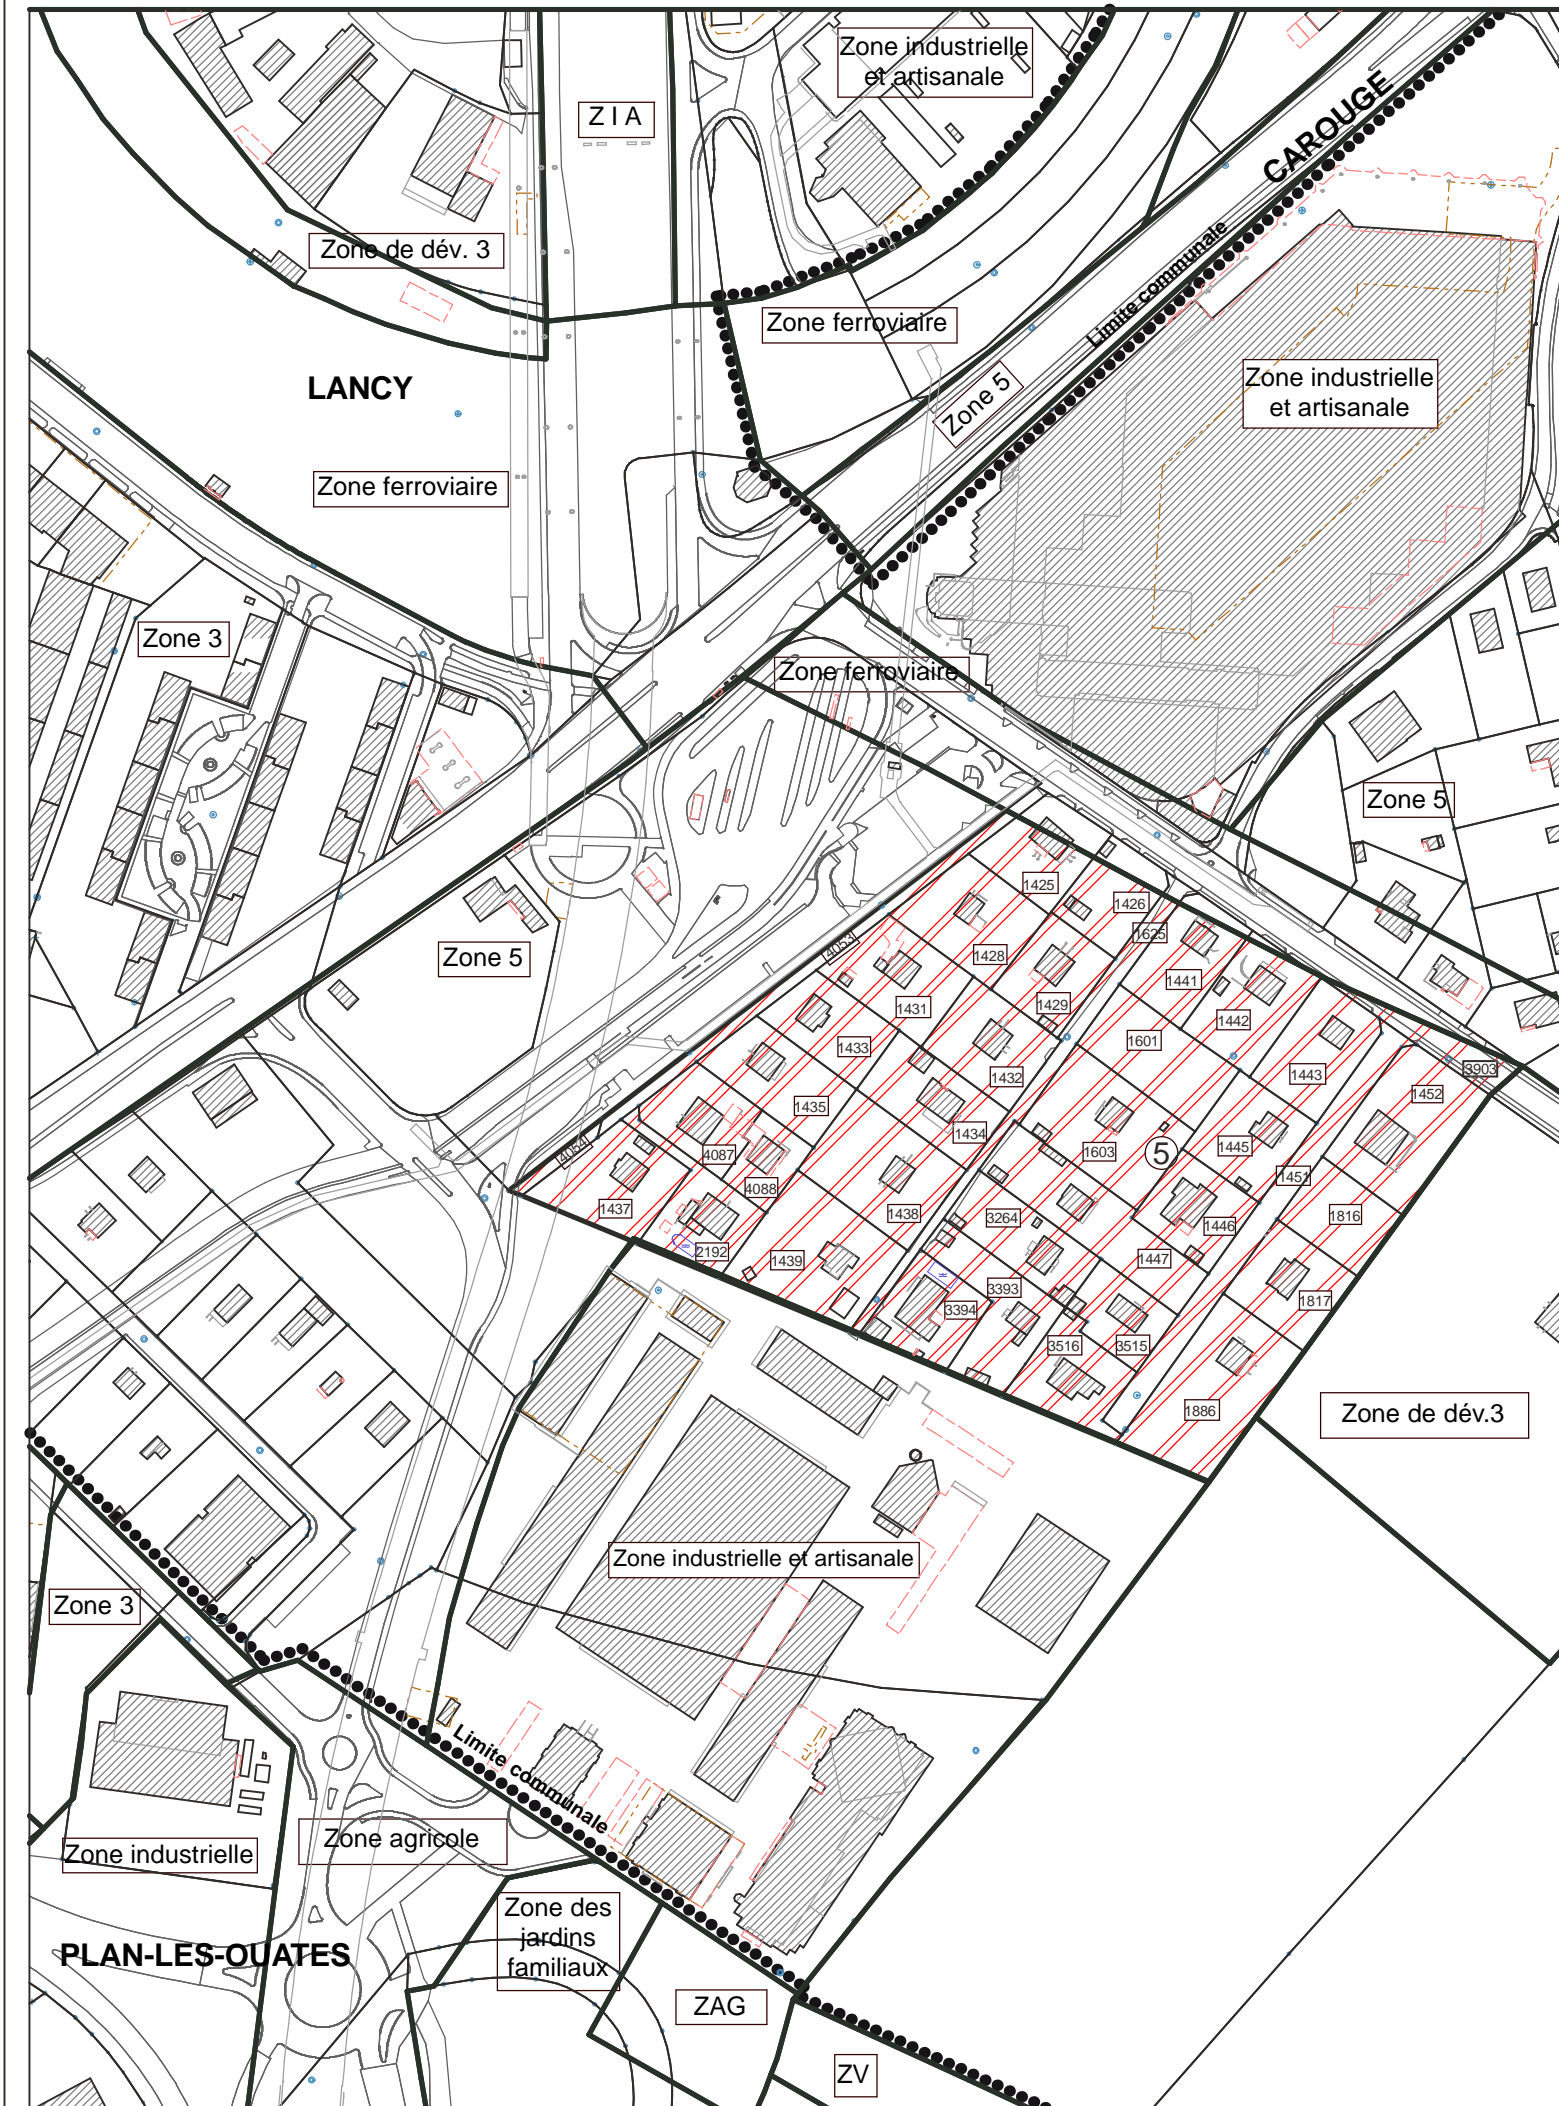 Zone industrielle
et artisanale
Z I A
CAROUGE
Zone de dév. 3
Limite communale
Zone ferroviaire
LANCY
Zone 5
Zone industrielle
et artisanale
Zone ferroviaire
Zone 3
Zone ferroviaire
Zone 5
Zone 5
1425
1426
1625
4053
1428
1441
1431
1429
1442
1601
1433
1432
1443
3903
1452
1435
1434
1445
4054
4087
1603
5
1451
4088
1437
1438
3264
1446
1816
2192
1439
1447
3393
1817
3394
3516
3515
1886
Zone de dév.3
Zone industrielle et artisanale
Zone 3
Limite communale
Zone agricole
Zone industrielle
Zone des
jardins
familiaux
PLAN-LES-OUATES
ZAG
ZV